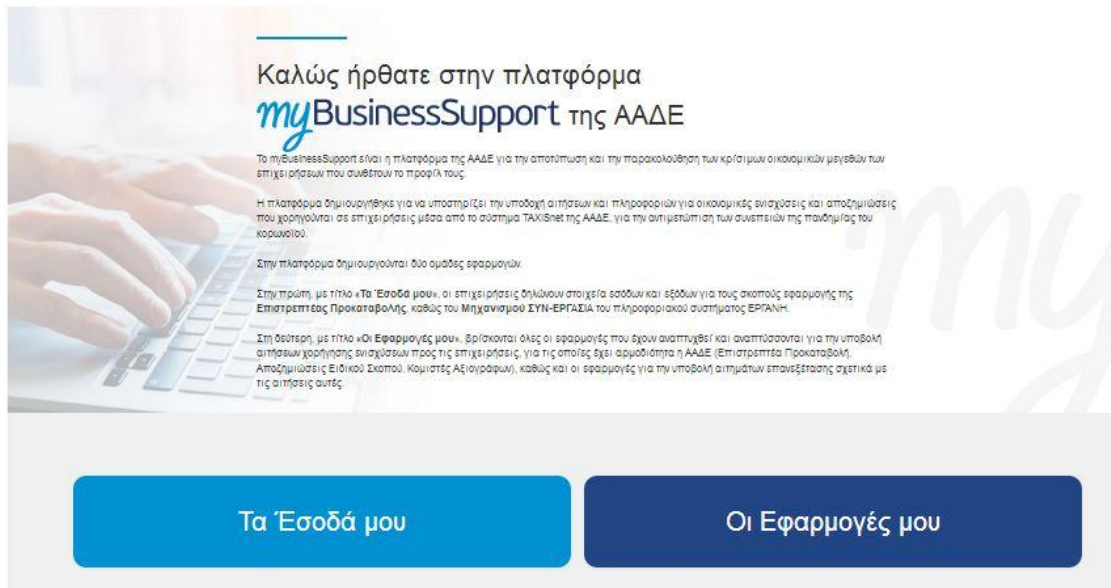 Καλώς ήρθατε στην πλατφόρμα
myBusinessSupport της ΑΑΔΕ
Το myBusinessSupport είναι η πλατφόρμα της ΑΑΔΕ για την αποτύπωση και την παρακολούθηση των κρίσιμων οικονομικών μεγεθών των
επιχειρήσεων που συνθέτουν το προφίλ τους.
Η πλατφόρμα δημιουργήθηκε για να υποστηρίξει την υποδοχή αιτήσεων και πληροφοριών για οικονομικές ενισχύσεις και αποζημιώσεις
που χορηγούνται σε επιχειρήσεις μέσα από το σύστημα TAXISnet της ΑΑΔΕ, για την αντιμετώπιση των συνεπειών της πανδημίας του
κορωνοϊού.
Στην πλατφόρμα δημιουργούνται δύο ομάδες εφαρμογών.
Στην πρώτη, με τίτλο «Τα Έσοδά μου», οι επιχειρήσεις δηλώνουν στοιχεία εσόδων και εξόδων για τους σκοπούς εφαρμογής της
Επιστρεπτέας Προκαταβολής, καθώς του Μηχανισμού ΣΥΝ-ΕΡΓΑΣΙΑ του πληροφοριακού συστήματος ΕΡΓΑΝΗ.
Στη δεύτερη, με τίτλο «Οι Εφαρμογές μου», βρίσκονται όλες οι εφαρμογές που έχουν αναπτυχθεί και αναπτύσσονται για την υποβολή
αιτήσεων χορήγησης ενισχύσεων προς τις επιχειρήσεις, για τις οποίες έχει αρμοδιότητα η ΑΑΔΕ (Επιστρεπτέα Προκαταβολή,
Αποζημιώσεις Ειδικού Σκοπού, Κομιστές Αξιογράφων), καθώς και οι εφαρμογές για την υποβολή αιτημάτων επανεξέτασης σχετικά με
τις αιτήσεις αυτές.
my
Τα Έσοδά μου
Οι Εφαρμογές μου